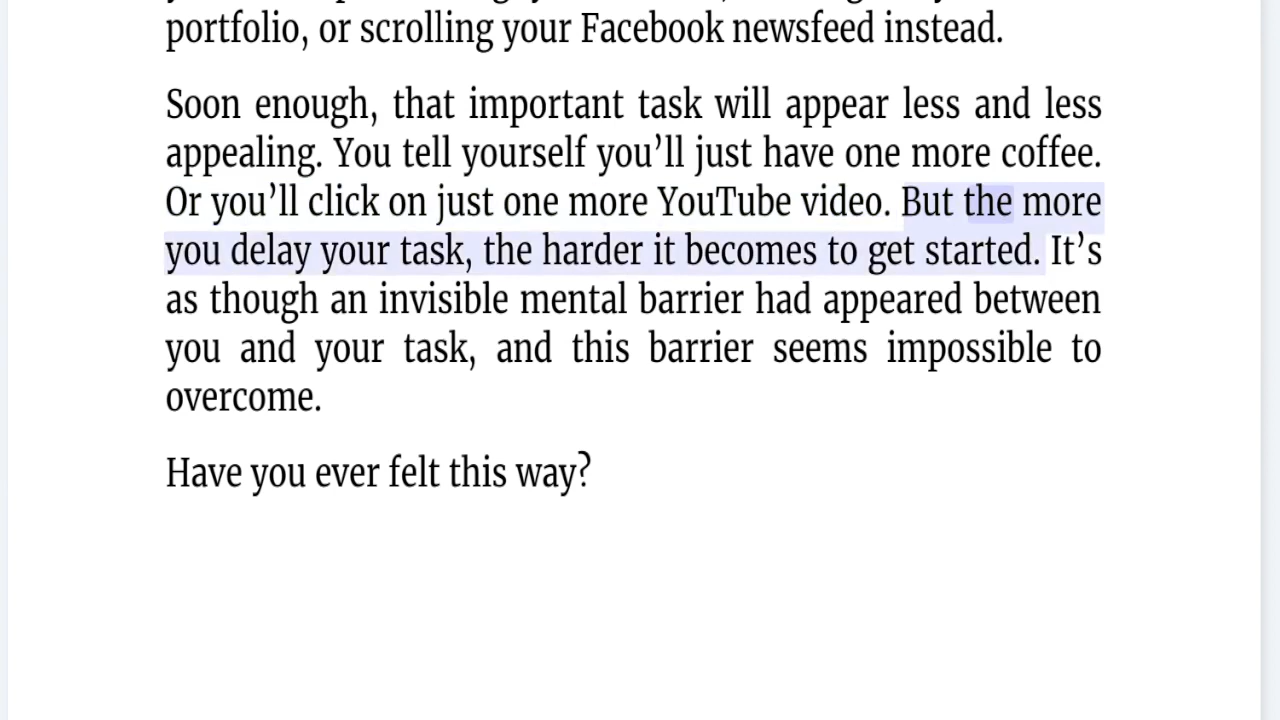 portfolio, or scrolling your Facebook newsfeed instead.
Soon enough, that important task will appear less and less
appealing. You tell yourself you’ll just have one more coffee.
Or you’ll click on just one more YouTube video. But the more
you delay your task, the harder it becomes to get started. It’s
as though an invisible mental barrier had appeared between
you and your task, and this barrier seems impossible to
overcome.
Have you ever felt this way?